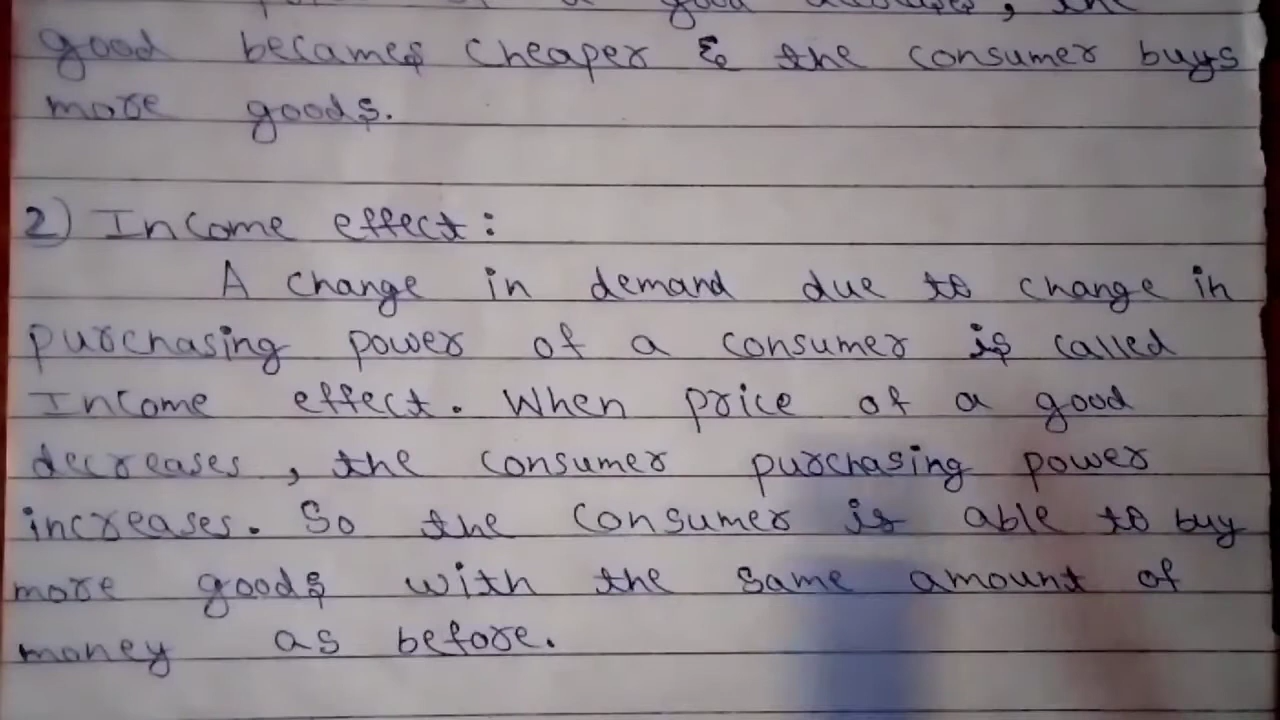 good , the
good becames cheaper & the consumer buys
more goods.
2) Income effect:
A change in demand due to change in
purchasing power of a consumer is called
Income effect. When price of a good
decreases, the consumer purchasing power
increases. So the consumer is able to buy
more goods with the same amount of
money as before.